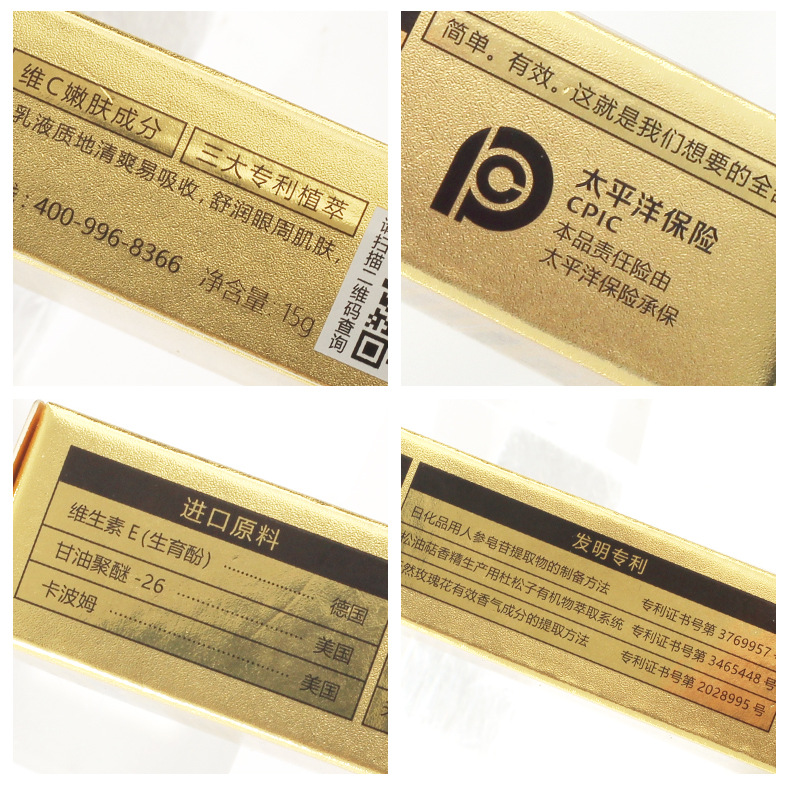 维C嫩肤成分
三大专利植萃
乳液质地清爽易吸收,舒润眼周肌肤,
:400-996-8366
净含量:15g
请扫描二维码查询
简单。有效。这就是我们想要的全部
太平洋保险
CPIC
本品责任险由
太平洋保险承保
进口原料
维生素E(生育酚) 德国
甘油聚醚-26 美国
卡波姆 美国
发明专利
日化品用人参皂苷提取物的制备方法 专利证书号第 3769957 号
松油萜香精生产用杜松子有机物萃取系统 专利证书号第 3465448 号
然玫瑰花有效香气成分的提取方法 专利证书号第 2028995 号